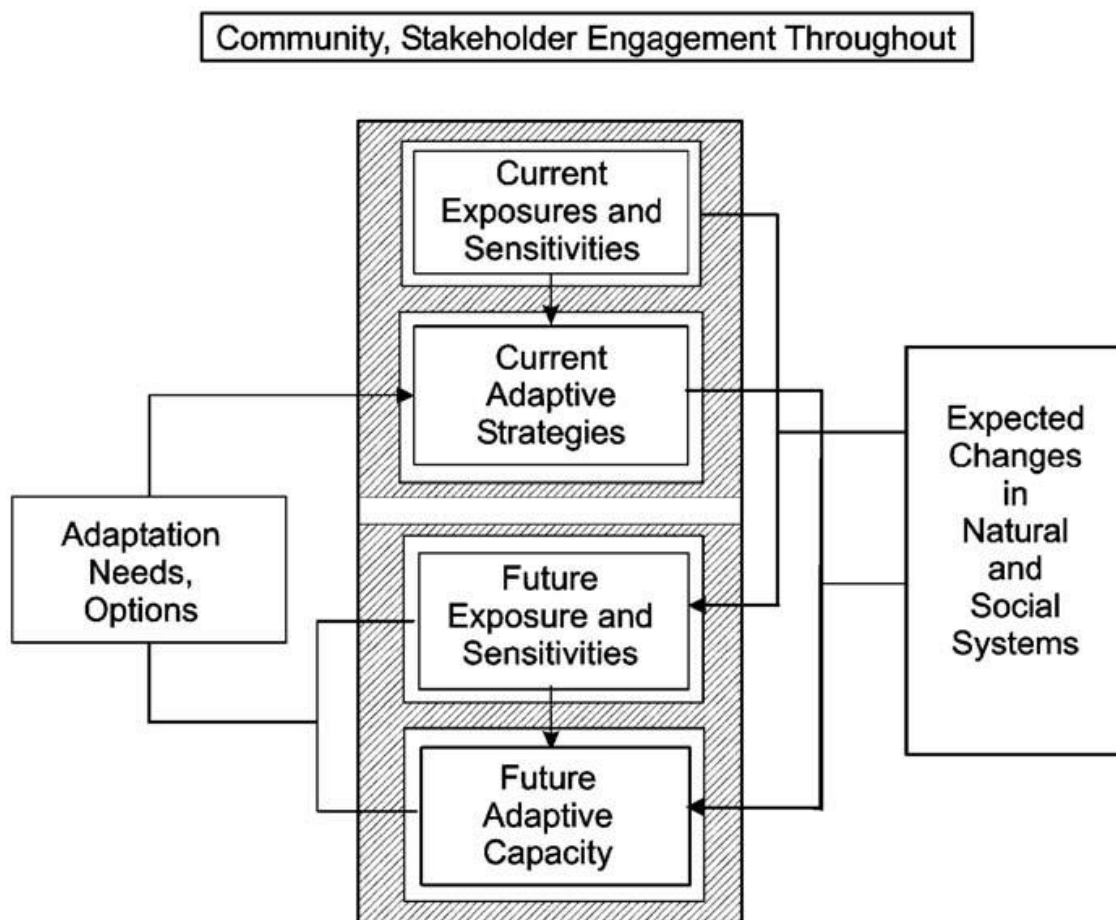 Community, Stakeholder Engagement Throughout
Current
Exposures and
Sensitivities
Current
Adaptive
Strategies
Adaptation
Needs,
Options
Future
Exposure and
Sensitivities
Future
Adaptive
Capacity
Expected
Changes
in
Natural
and
Social
Systems